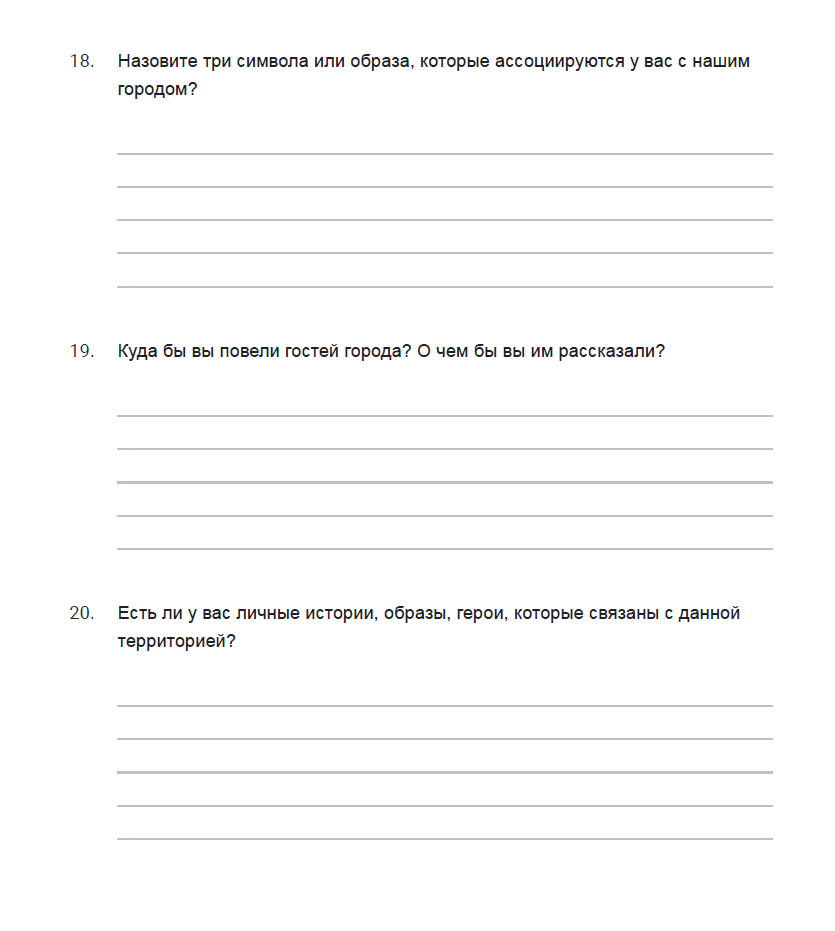 18. Назовите три символа или образа, которые ассоциируются у вас с нашим
городом?
19. Куда бы вы повели гостей города? О чем бы вы им рассказали?
20. Есть ли у вас личные истории, образы, герои, которые связаны с данной
территорией?